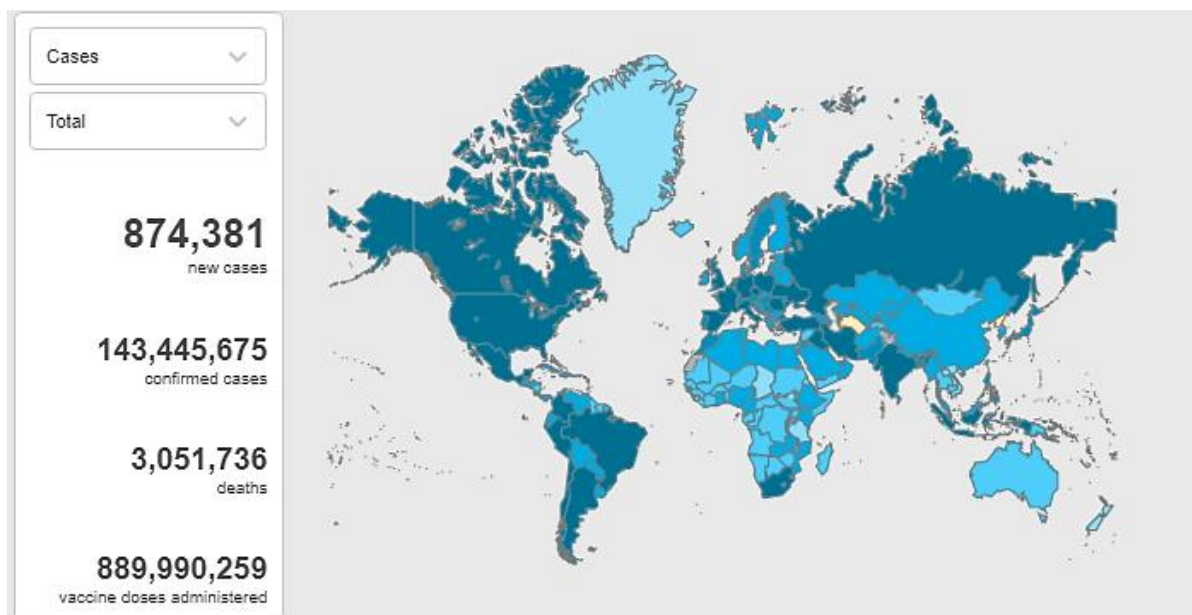 Cases
Total
874,381
new cases
143,445,675
confirmed cases
3,051,736
deaths
889,990,259
vaccine doses administered